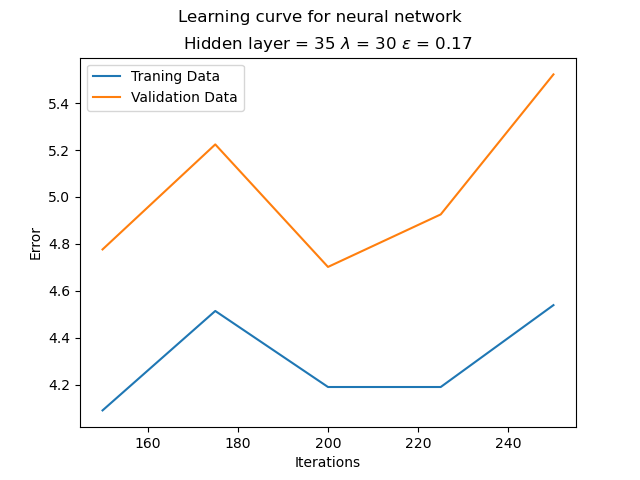 Learning curve for neural network
Hidden layer = 35 λ = 30 ε = 0.17
Traning Data
Validation Data
5.4
5.2
5.0
4.8
4.6
4.4
4.2
Error
160 180 200 220 240
Iterations